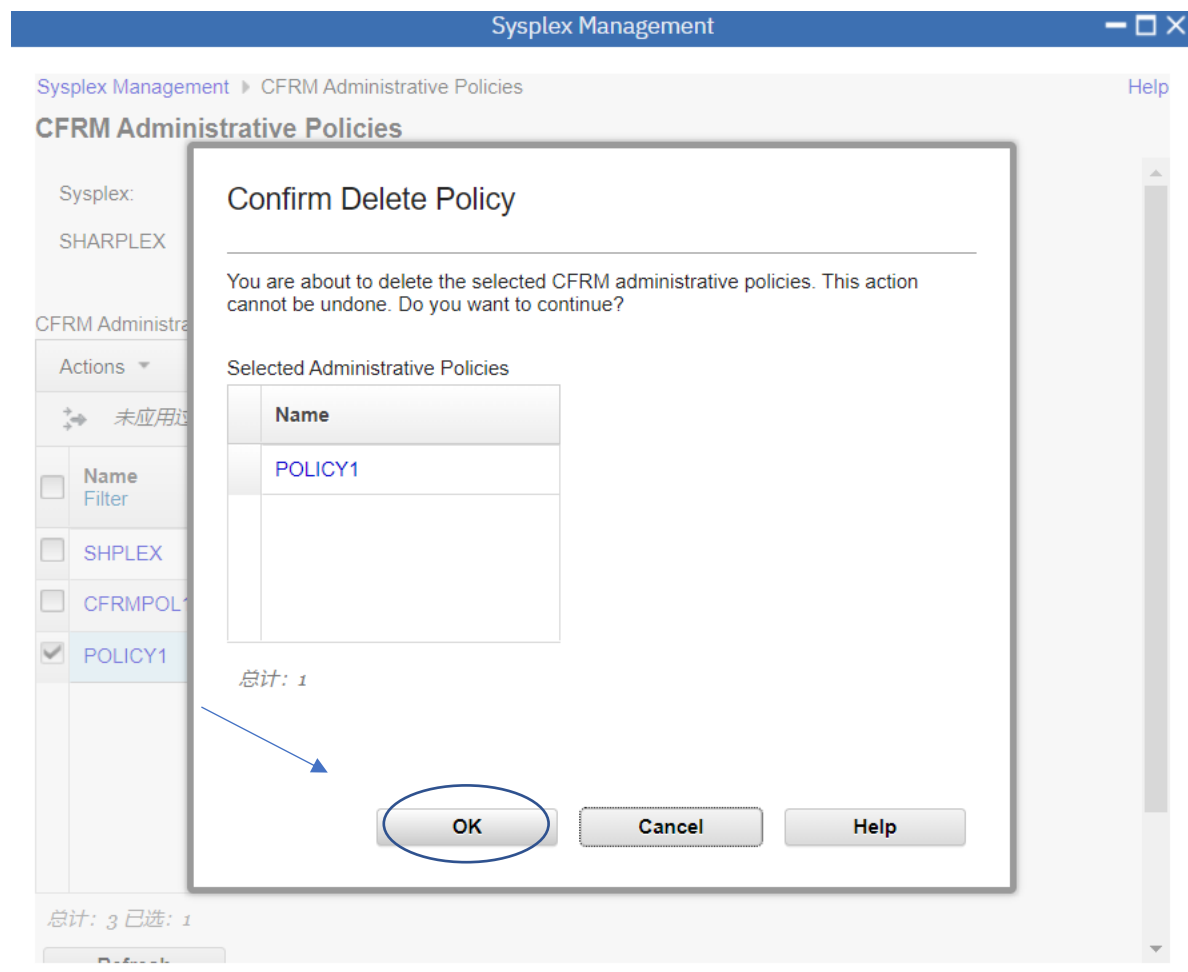 Sysplex Management
Sysplex Management CFRM Administrative Policies
Help
CFRM Administrative Policies
Sysplex:
SHARPLEX
CFRM Administra
Actions
未应用过
Name
Filter
SHPLEX
CFRMPOL1
POLICY1
总计: 3 已选: 1
Refresh
Confirm Delete Policy
You are about to delete the selected CFRM administrative policies. This action
cannot be undone. Do you want to continue?
Selected Administrative Policies
Name
POLICY1
总计: 1
OK
Cancel
Help